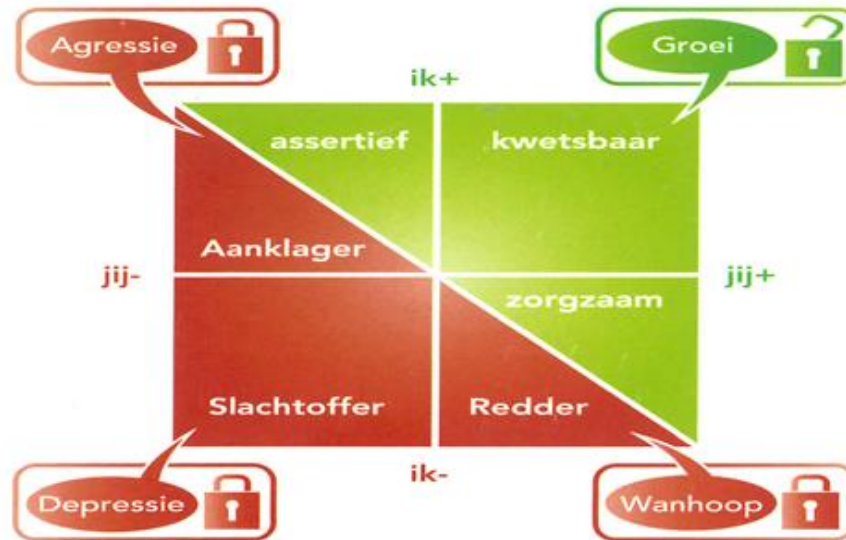 Agressie
Groei
ik+
assertief
kwetsbaar
Aanklager
jij-
jij+
zorgzaam
Slachtoffer
Redder
Depressie
ik-
Wanhoop